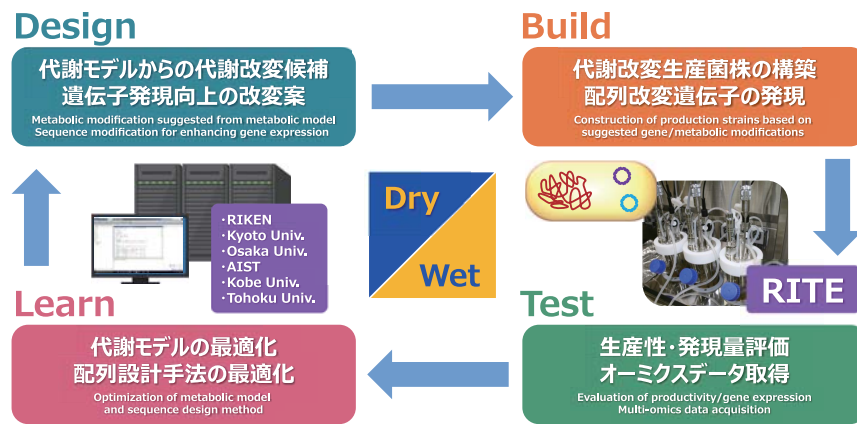 Design
代謝モデルからの代謝改変候補
遺伝子発現向上の改変案
Metabolic modification suggested from metabolic model
Sequence modification for enhancing gene expression
Build
代謝改変生産菌株の構築
配列改変遺伝子の発現
Construction of production strains based on
suggested gene/metabolic modifications
・RIKEN
・Kyoto Univ.
・Osaka Univ.
・AIST
・Kobe Univ.
・Tohoku Univ.
Dry
Wet
RITE
Learn
代謝モデルの最適化
配列設計手法の最適化
Optimization of metabolic model
and sequence design method
Test
生産性・発現量評価
オーミクスデータ取得
Evaluation of productivity/gene expression
Multi-omics data acquisition